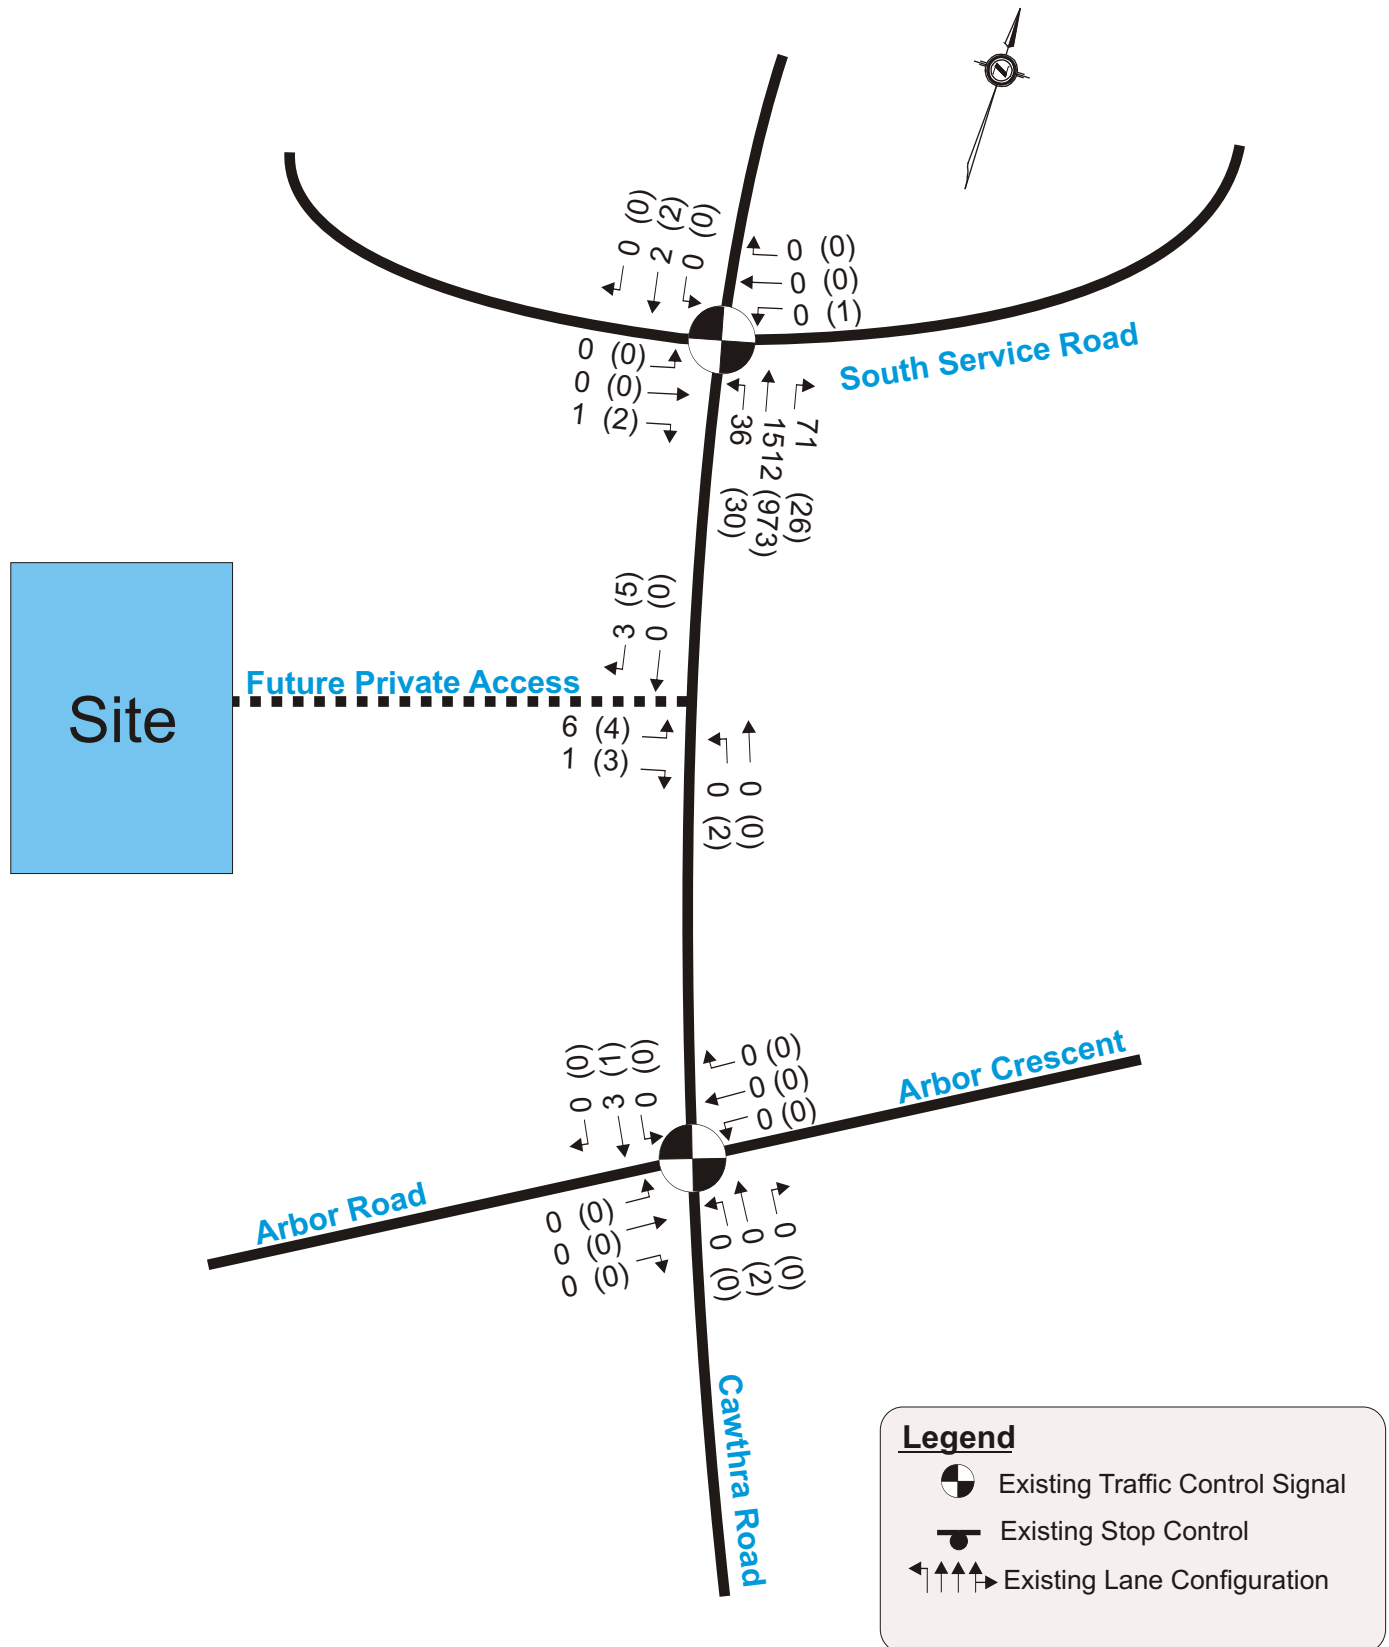 N
0 (0)
2 (2)
0 (0)
0 (0)
0 (0)
0 (1)
South Service Road
0 (0)
0 (0)
1 (2)
36 (30)
1512 (973)
71 (26)
3 (5)
0 (0)
Future Private Access
Site
6 (4)
1 (3)
0 (2)
0 (0)
0 (0)
3 (1)
0 (0)
0 (0)
0 (0)
0 (0)
Arbor Crescent
Arbor Road
0 (0)
0 (0)
0 (0)
0 (0)
0 (2)
0 (0)
Cawthra Road
Legend
Existing Traffic Control Signal
Existing Stop Control
Existing Lane Configuration